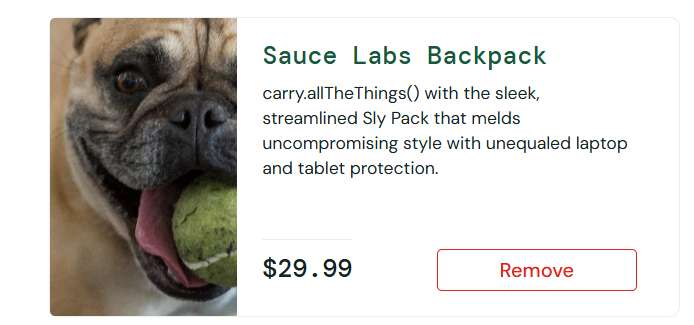 Sauce Labs Backpack
carry.allTheThings() with the sleek,
streamlined Sly Pack that melds
uncompromising style with unequaled laptop
and tablet protection.
$29.99
Remove